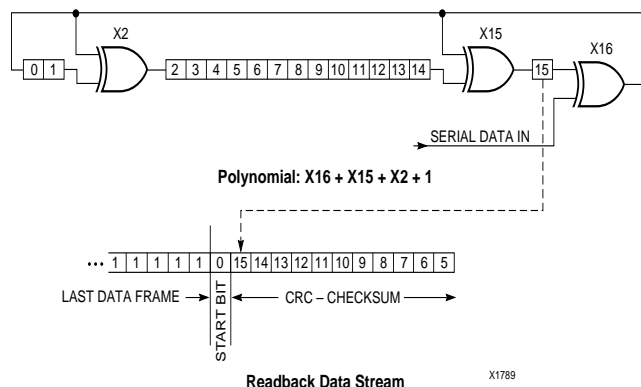 X2
X15
X16
0 1
2 3 4 5 6 7 8 9 10 11 12 13 14
15
SERIAL DATA IN
Polynomial: X16 + X15 + X2 + 1
••• 1 1 1 1 1 0 15 14 13 12 11 10 9 8 7 6 5
LAST DATA FRAME
START BIT
CRC – CHECKSUM
Readback Data Stream
X1789